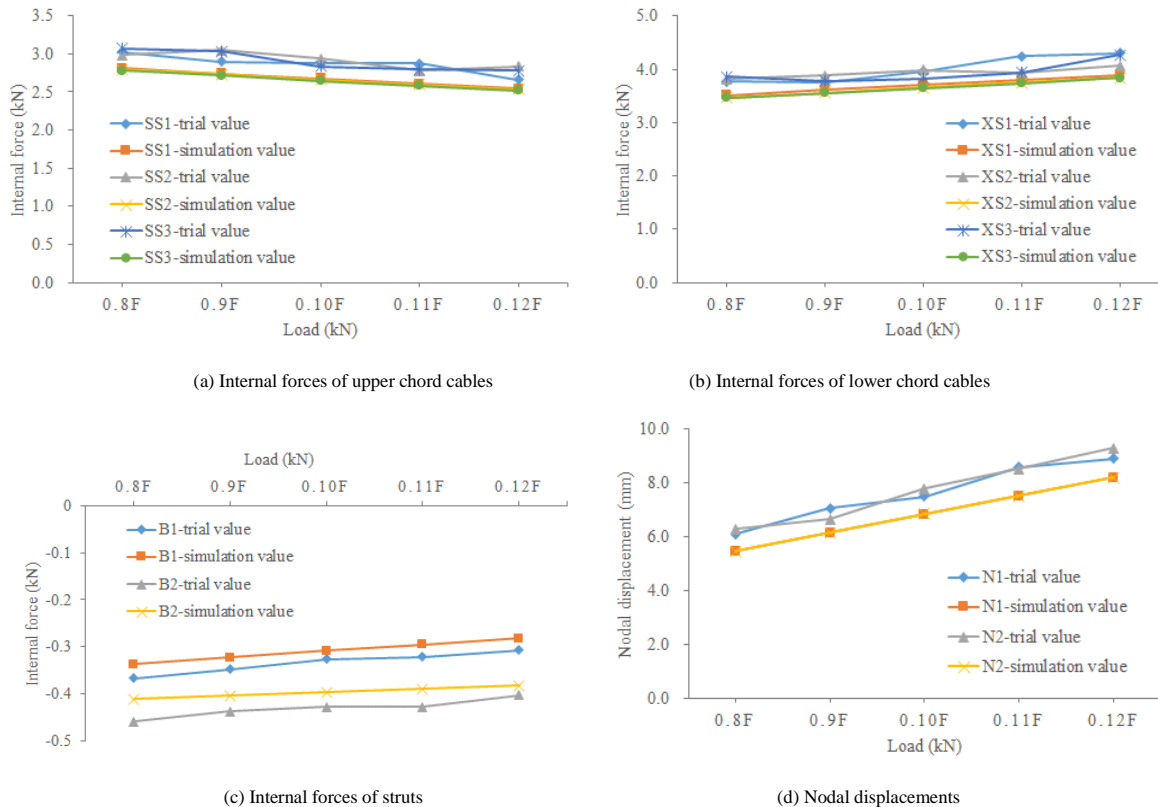 3.5
3.0
2.5
2.0
1.5
1.0
0.5
0.0
Internal force (kN)
SS1-trial value
SS1-simulation value
SS2-trial value
SS2-simulation value
SS3-trial value
SS3-simulation value
0.8F 0.9F 0.10F 0.11F 0.12F
Load (kN)
(a) Internal forces of upper chord cables
5.0
4.0
3.0
2.0
1.0
0.0
Internal force (kN)
XS1-trial value
XS1-simulation value
XS2-trial value
XS2-simulation value
XS3-trial value
XS3-simulation value
0.8F 0.9F 0.10F 0.11F 0.12F
Load (kN)
(b) Internal forces of lower chord cables
Load (kN)
0.8F 0.9F 0.10F 0.11F 0.12F
0
-0.1
-0.2
-0.3
-0.4
-0.5
Internal force (kN)
B1-trial value
B1-simulation value
B2-trial value
B2-simulation value
(c) Internal forces of struts
10.0
8.0
6.0
4.0
2.0
0.0
Nodal displacement (mm)
N1-trial value
N1-simulation value
N2-trial value
N2-simulation value
0.8F 0.9F 0.10F 0.11F 0.12F
Load (kN)
(d) Nodal displacements